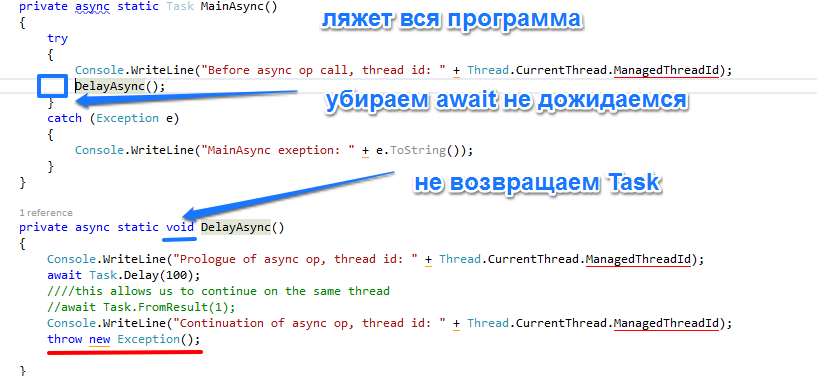 private async static Task MainAsync()
ляжет вся программа
{
try
{
Console.WriteLine("Before async op call, thread id: " + Thread.CurrentThread.ManagedThreadId);
DelayAsync();
убираем await не дожидаемся
}
catch (Exception e)
{
Console.WriteLine("MainAsync exeption: " + e.ToString());
}
}
не возвращаем Task
1 reference
private async static void DelayAsync()
{
Console.WriteLine("Prologue of async op, thread id: " + Thread.CurrentThread.ManagedThreadId);
await Task.Delay(100);
////this allows us to continue on the same thread
//await Task.FromResult(1);
Console.WriteLine("Continuation of async op, thread id: " + Thread.CurrentThread.ManagedThreadId);
throw new Exception();
}